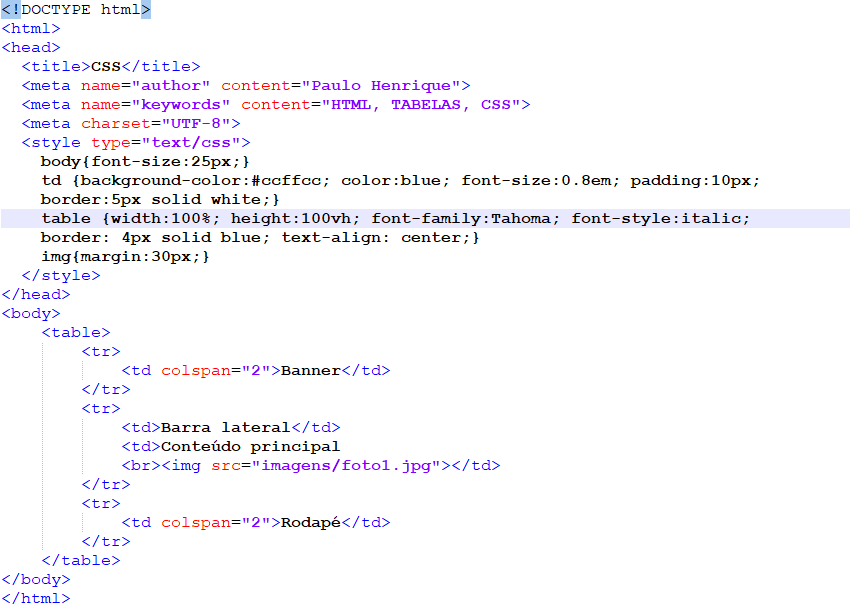 <!DOCTYPE html>
<html>
<head>
  <title>CSS</title>
  <meta name="author" content="Paulo Henrique">
  <meta name="keywords" content="HTML, TABELAS, CSS">
  <meta charset="UTF-8">
  <style type="text/css">
    body{font-size:25px;}
    td {background-color:#ccffcc; color:blue; font-size:0.8em; padding:10px;
    border:5px solid white;}
    table {width:100%; height:100vh; font-family:Tahoma; font-style:italic;
    border: 4px solid blue; text-align: center;}
    img{margin:30px;}
  </style>
</head>
<body>
    <table>
        <tr>
            <td colspan="2">Banner</td>
        </tr>
        <tr>
            <td>Barra lateral</td>
            <td>Conteúdo principal
            <br><img src="imagens/foto1.jpg"></td>
        </tr>
        <tr>
            <td colspan="2">Rodapé</td>
        </tr>
    </table>
</body>
</html>